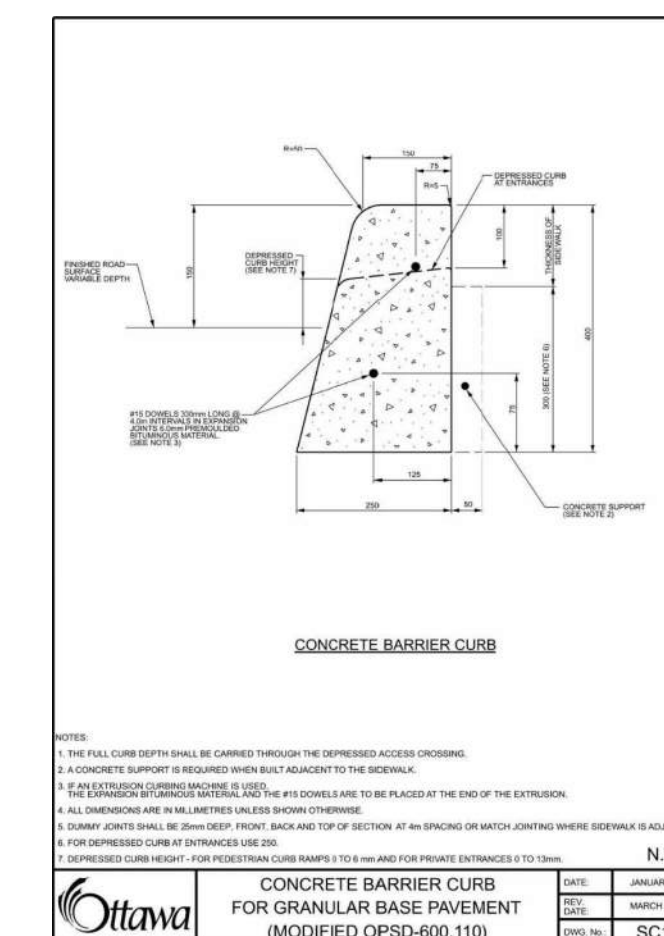 R=50
150
75
R=5
DEPRESSED CURB
AT ENTRANCES
FINISHED ROAD
SURFACE
VARIABLE DEPTH
150
DEPRESSED
CURB HEIGHT
(SEE NOTE 7)
100
THICKNESS OF
SIDEWALK
400
300 (SEE NOTE 6)
#15 DOWELS 300mm LONG @
4.0m INTERVALS IN EXPANSION
JOINTS 6.0mm PREMOULDED
BITUMINOUS MATERIAL.
(SEE NOTE 3)
75
125
250
50
CONCRETE SUPPORT
(SEE NOTE 2)
CONCRETE BARRIER CURB
NOTES:
1. THE FULL CURB DEPTH SHALL BE CARRIED THROUGH THE DEPRESSED ACCESS CROSSING.
2. A CONCRETE SUPPORT IS REQUIRED WHEN BUILT ADJACENT TO THE SIDEWALK.
3. IF AN EXTRUSION CURBING MACHINE IS USED,
THE EXPANSION BITUMINOUS MATERIAL AND THE #15 DOWELS ARE TO BE PLACED AT THE END OF THE EXTRUSION.
4. ALL DIMENSIONS ARE IN MILLIMETRES UNLESS SHOWN OTHERWISE.
5. DUMMY JOINTS SHALL BE 25mm DEEP, FRONT, BACK AND TOP OF SECTION AT 4m SPACING OR MATCH JOINTING WHERE SIDEWALK IS ADJ
6. FOR DEPRESSED CURB AT ENTRANCES USE 250.
7. DEPRESSED CURB HEIGHT - FOR PEDESTRIAN CURB RAMPS 0 TO 6 mm AND FOR PRIVATE ENTRANCES 0 TO 13mm.
N.
Ottawa
CONCRETE BARRIER CURB
FOR GRANULAR BASE PAVEMENT
(MODIFIED OPSD-600.110)
DATE: JANUAR
REV. DATE: MARCH
DWG. No.: SC